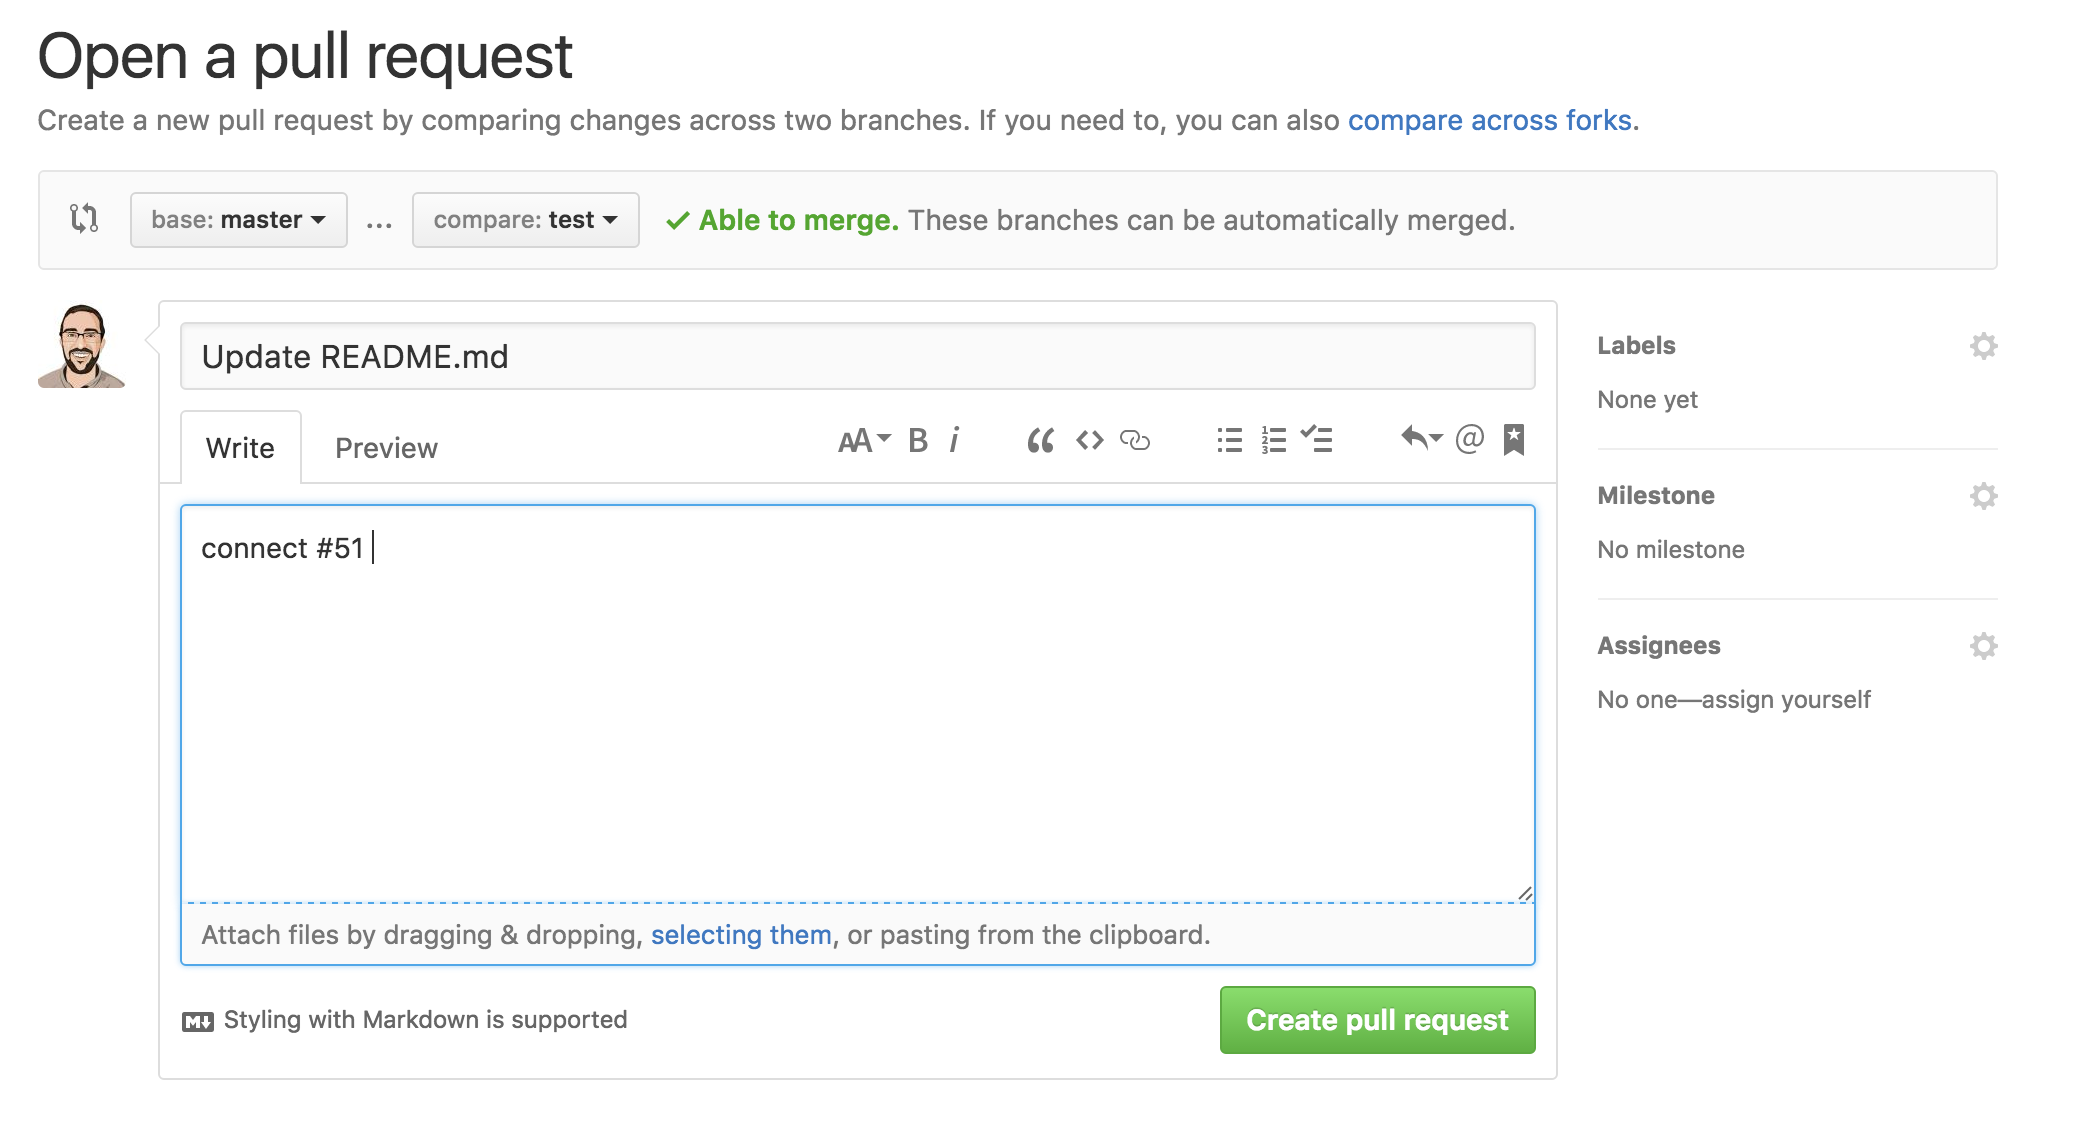 Open a pull request
Create a new pull request by comparing changes across two branches. If you need to, you can also compare across forks.
base: master ... compare: test Able to merge. These branches can be automatically merged.
Update README.md
Write Preview AA B i @
connect #51
Attach files by dragging & dropping, selecting them, or pasting from the clipboard.
Styling with Markdown is supported
Create pull request
Labels
None yet
Milestone
No milestone
Assignees
No one—assign yourself